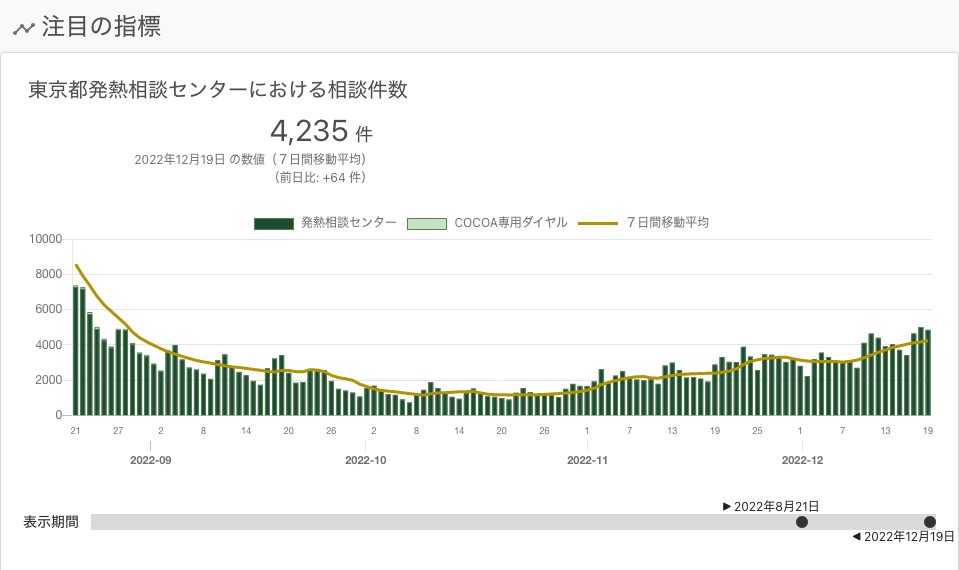 注目の指標
東京都発熱相談センターにおける相談件数
4,235 件
2022年12月19日 の数値（７日間移動平均）
（前日比: +64 件）
発熱相談センター COCOA専用ダイヤル ７日間移動平均
10000
8000
6000
4000
2000
0
21 27 2 8 14 20 26 2 8 14 20 26 1 7 13 19 25 1 7 13 19
2022-09 2022-10 2022-11 2022-12
▶ 2022年8月21日
表示期間
◀ 2022年12月19日